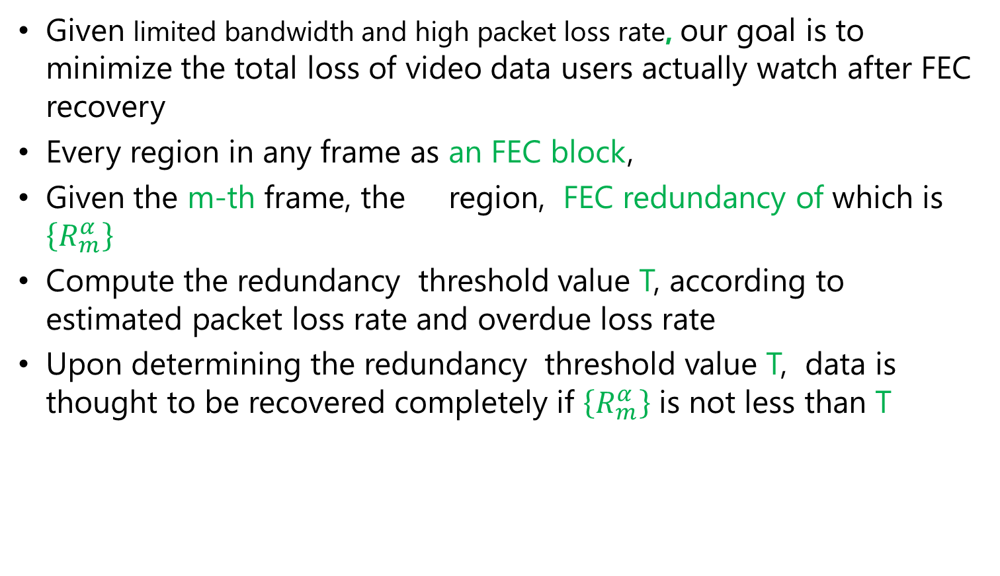 • Given limited bandwidth and high packet loss rate, our goal is to
minimize the total loss of video data users actually watch after FEC
recovery
• Every region in any frame as an FEC block,
• Given the m-th frame, the region, FEC redundancy of which is
{R_m^α}
• Compute the redundancy threshold value T, according to
estimated packet loss rate and overdue loss rate
• Upon determining the redundancy threshold value T, data is
thought to be recovered completely if {R_m^α} is not less than T